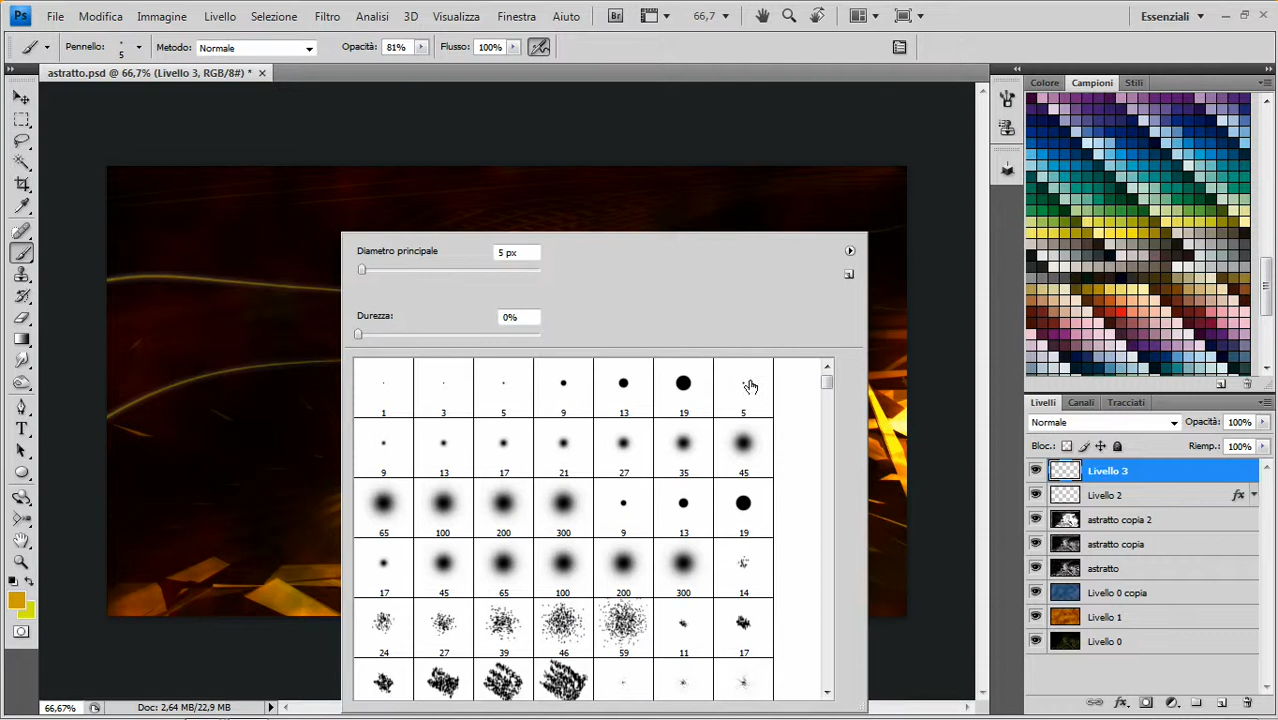 Ps File Modifica Immagine Livello Selezione Filtro Analisi 3D Visualizza Finestra Aiuto Br 66,7 Essenziali
Pennello: 5 Metodo: Normale Opacità: 81% Flusso: 100%
astratto.psd @ 66,7% (Livello 3, RGB/8#) *
Colore Campioni Stili
Diametro principale 5 px
Durezza: 0%
1 3 5 9 13 19 5
9 13 17 21 27 35 45
65 100 200 300 9 13 19
17 45 65 100 200 300 14
24 27 39 46 59 11 17
Livelli Canali Tracciati
Normale Opacità: 100%
Bloc.: Riemp.: 100%
Livello 3
Livello 2 fx
astratto copia 2
astratto copia
astratto
Livello 0 copia
Livello 1
Livello 0
T
66,67% Doc: 2,64 MB/22,9 MB
fx